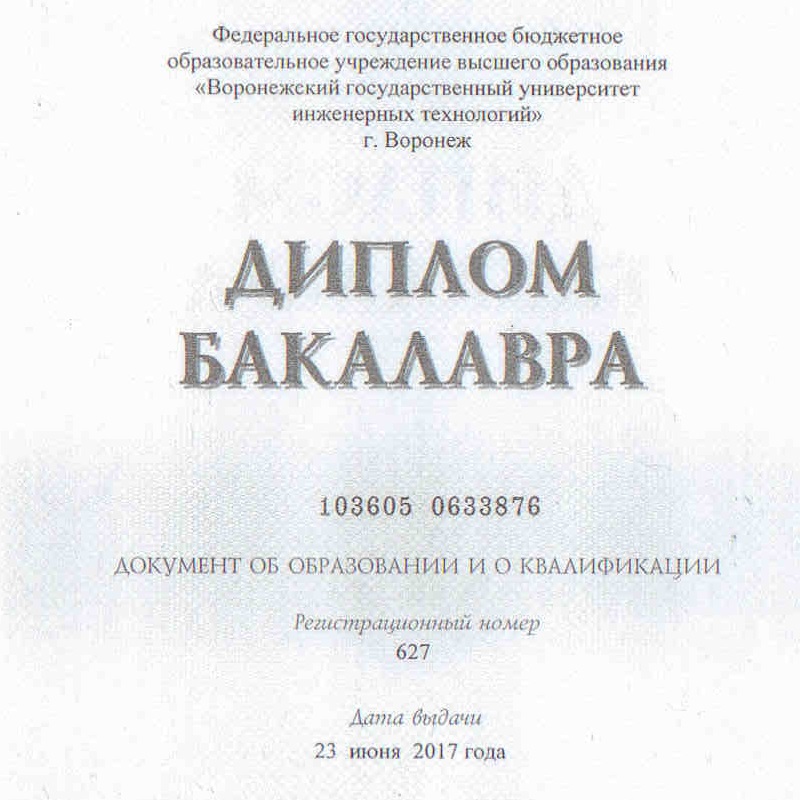 Федеральное государственное бюджетное
образовательное учреждение высшего образования
«Воронежский государственный университет
инженерных технологий»
г. Воронеж
ДИПЛОМ
БАКАЛАВРА
103605 0633876
ДОКУМЕНТ ОБ ОБРАЗОВАНИИ И О КВАЛИФИКАЦИИ
Регистрационный номер
627
Дата выдачи
23 июня 2017 года